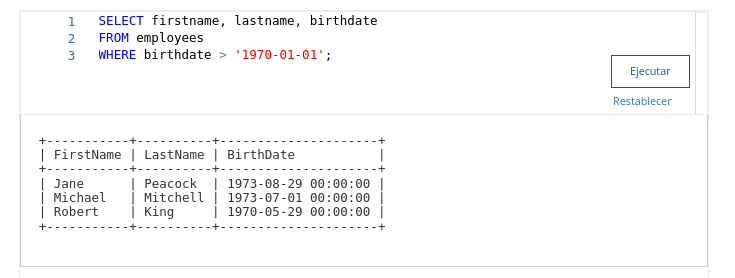 1 SELECT firstname, lastname, birthdate
2 FROM employees
3 WHERE birthdate > '1970-01-01';
Ejecutar
Restablecer
+-----------+----------+---------------------+
| FirstName | LastName | BirthDate           |
+-----------+----------+---------------------+
| Jane      | Peacock  | 1973-08-29 00:00:00 |
| Michael   | Mitchell | 1973-07-01 00:00:00 |
| Robert    | King     | 1970-05-29 00:00:00 |
+-----------+----------+---------------------+